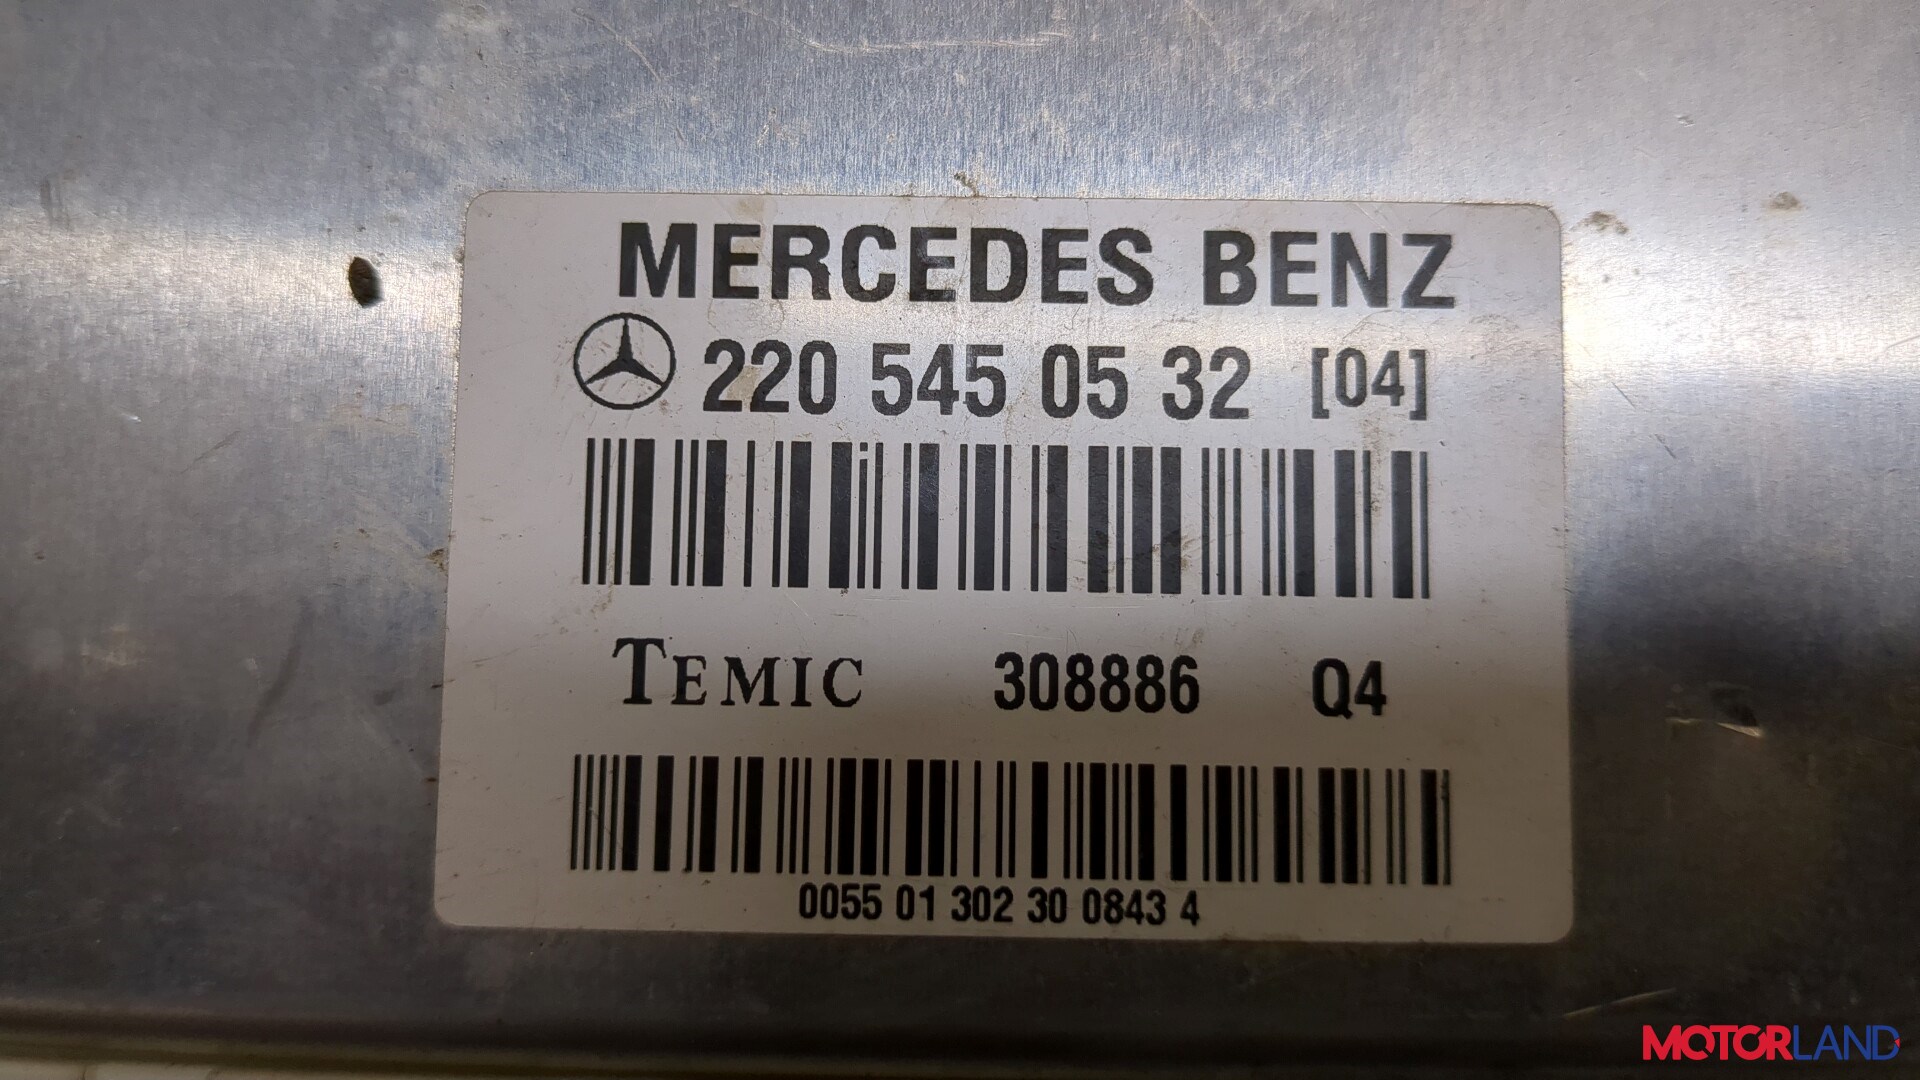 MERCEDES BENZ
220 545 05 32 [04]
TEMIC 308886 Q4
0055 01 302 30 0843 4
MOTORLAND